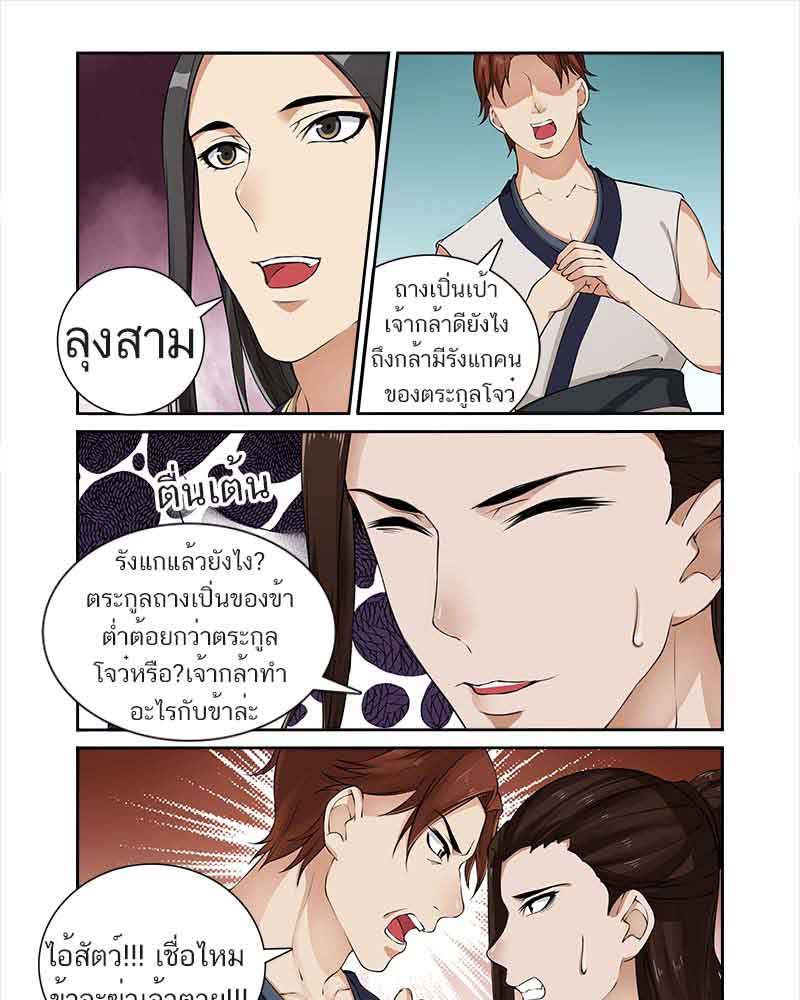 ลุงสาม
ถางเปิ่นเป้า
เจ้ากล้าดียังไง
ถึงกล้ามีรังแกคน
ของตระกูลโจว๋
ตื่นเต้น
รังแกแล้วยังไง?
ตระกูลถางเปิ่นของข้า
ต่ำต้อยกว่าตระกูล
โจว๋หรือ?เจ้ากล้าทำ
อะไรกับข้าล่ะ
ไอ้สัตว์!!! เชื่อไหม
ข้าจะฆ่าเจ้าตาย!!!